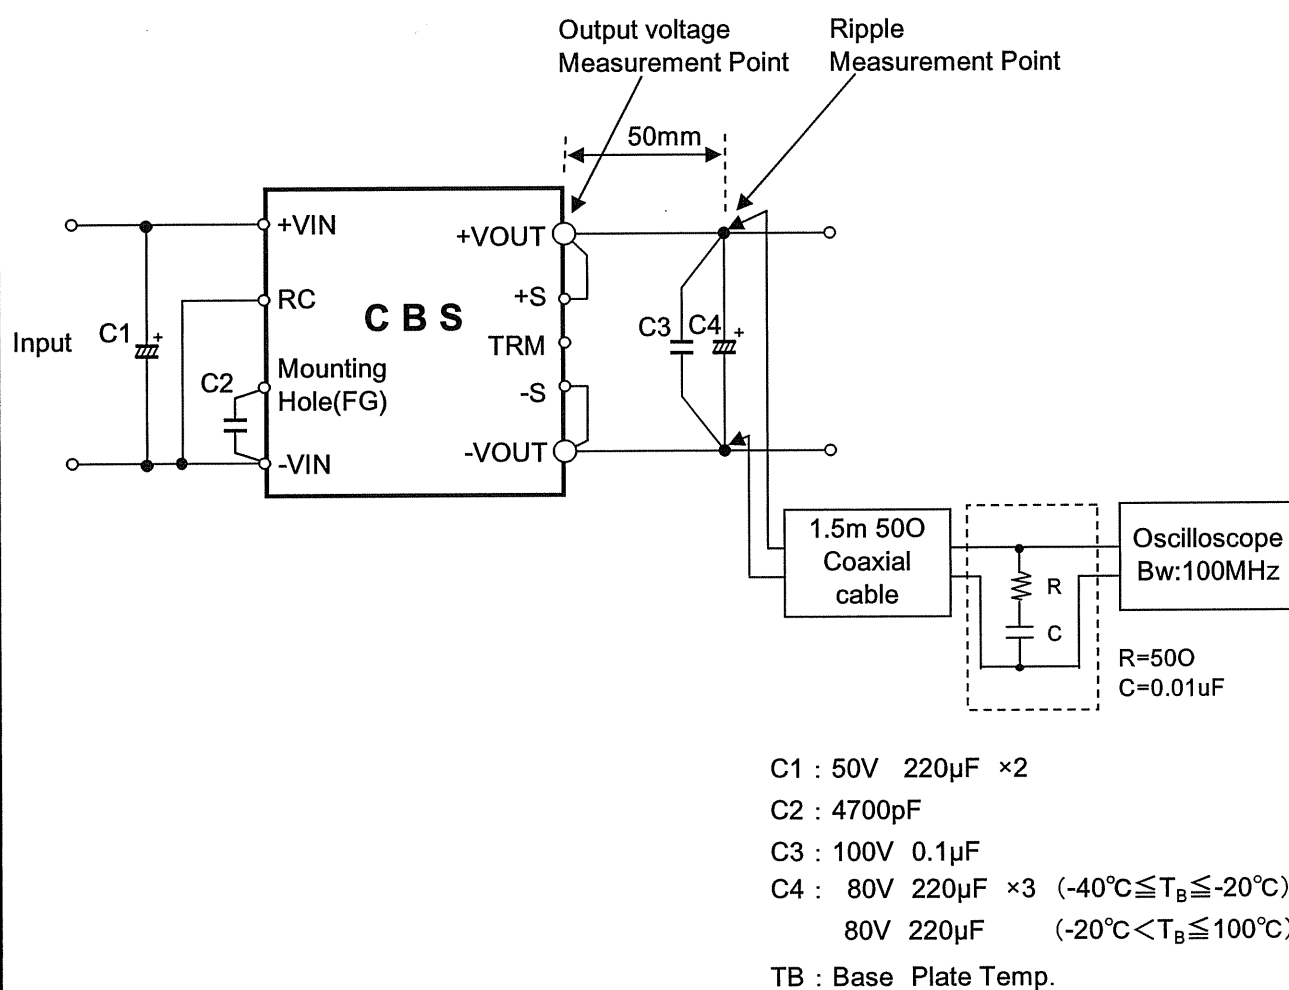 Output voltage
Measurement Point
Ripple
Measurement Point
50mm
+VIN
+VOUT
RC
+S
CBS
Input
C1
+
TRM
C3
C4
+
Mounting
Hole(FG)
C2
-S
-VIN
-VOUT
1.5m 50O
Coaxial
cable
R
C
Oscilloscope
Bw:100MHz
R=50O
C=0.01uF
C1 : 50V 220µF ×2
C2 : 4700pF
C3 : 100V 0.1µF
C4 : 80V 220µF ×3 (-40℃≦TB≦-20℃)
80V 220µF (-20℃<TB≦100℃)
TB : Base Plate Temp.